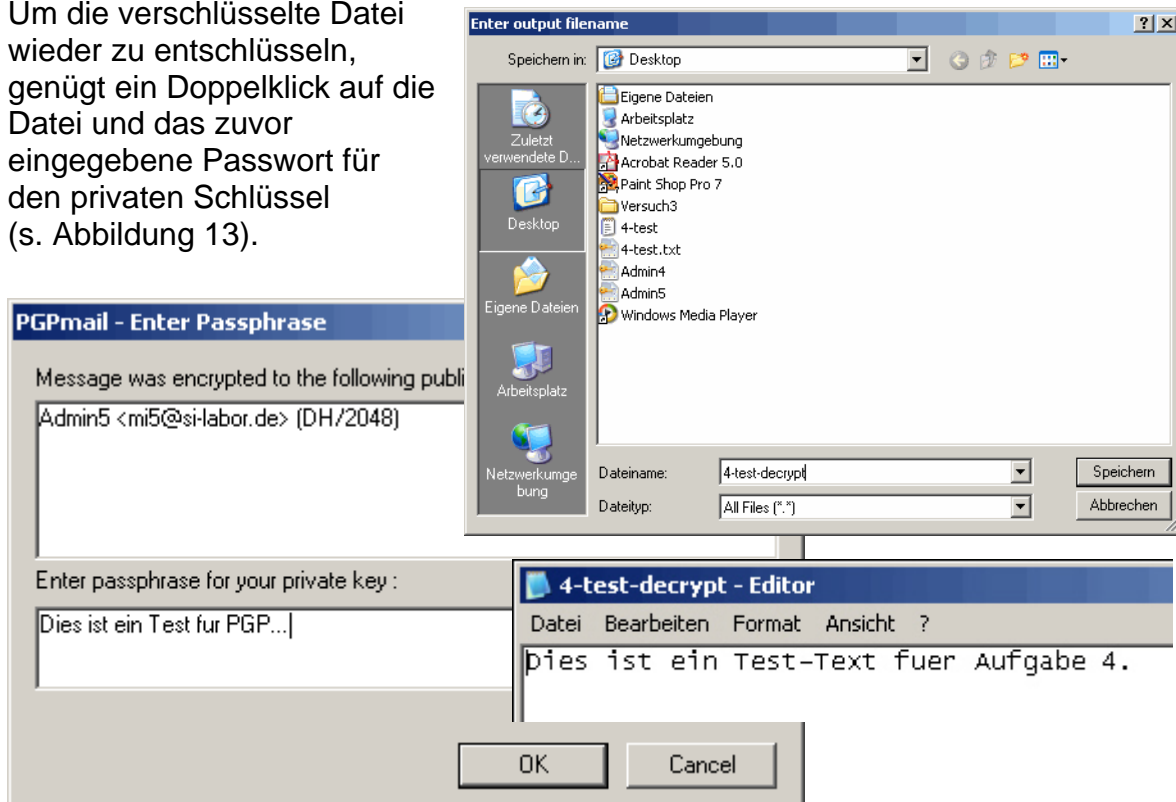 Um die verschlüsselte Datei
wieder zu entschlüsseln,
genügt ein Doppelklick auf die
Datei und das zuvor
eingegebene Passwort für
den privaten Schlüssel
(s. Abbildung 13).
Enter output filename
Speichern in: Desktop
Zuletzt
verwendete D...
Desktop
Eigene Dateien
Arbeitsplatz
Netzwerkumge
bung
Eigene Dateien
Arbeitsplatz
Netzwerkumgebung
Acrobat Reader 5.0
Paint Shop Pro 7
Versuch3
4-test
4-test.txt
Admin4
Admin5
Windows Media Player
Dateiname: 4-test-decrypt Speichern
Dateityp: All Files (*.*) Abbrechen
PGPmail - Enter Passphrase
Message was encrypted to the following publi
Admin5 <mi5@si-labor.de> (DH/2048)
Enter passphrase for your private key :
Dies ist ein Test fur PGP...
OK Cancel
4-test-decrypt - Editor
Datei Bearbeiten Format Ansicht ?
Dies ist ein Test-Text fuer Aufgabe 4.